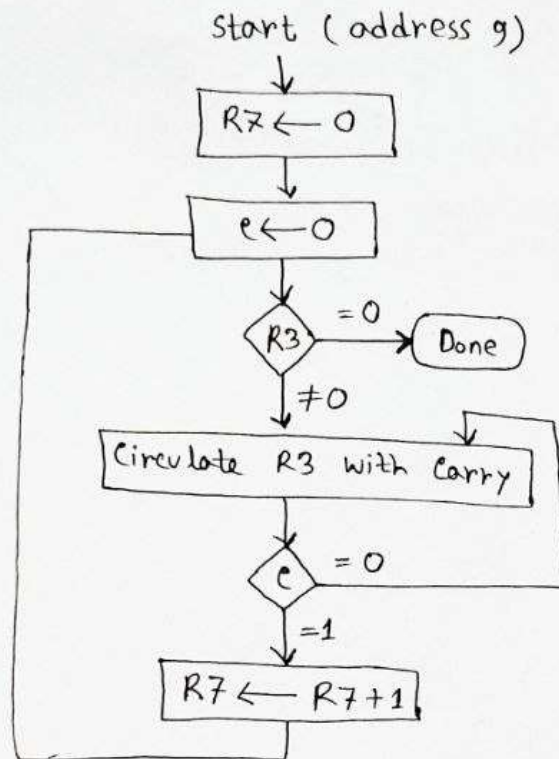 Start (address 9)
R7 ← 0
e ← 0
R3
= 0
Done
≠0
Circulate R3 with Carry
e
= 0
=1
R7 ← R7+1